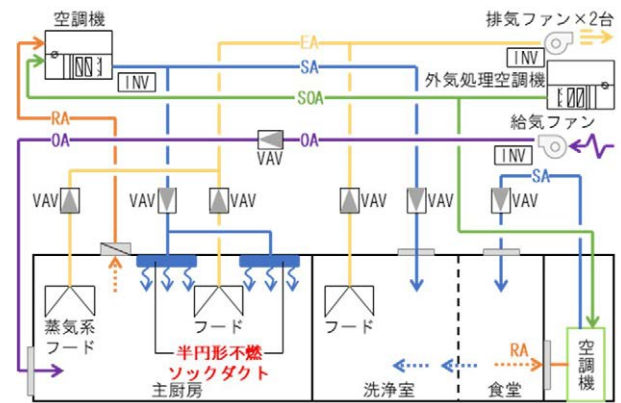 空調機
排気ファン×2台
EA
INV
SA
INV
外気処理空調機
SOA
RA
給気ファン
OA
OA
INV
VAV
SA
VAV
VAV
VAV
VAV
VAV
VAV
蒸気系
フード
フード
フード
半円形不燃
ソックダクト
RA
空調機
主厨房
洗浄室
食堂